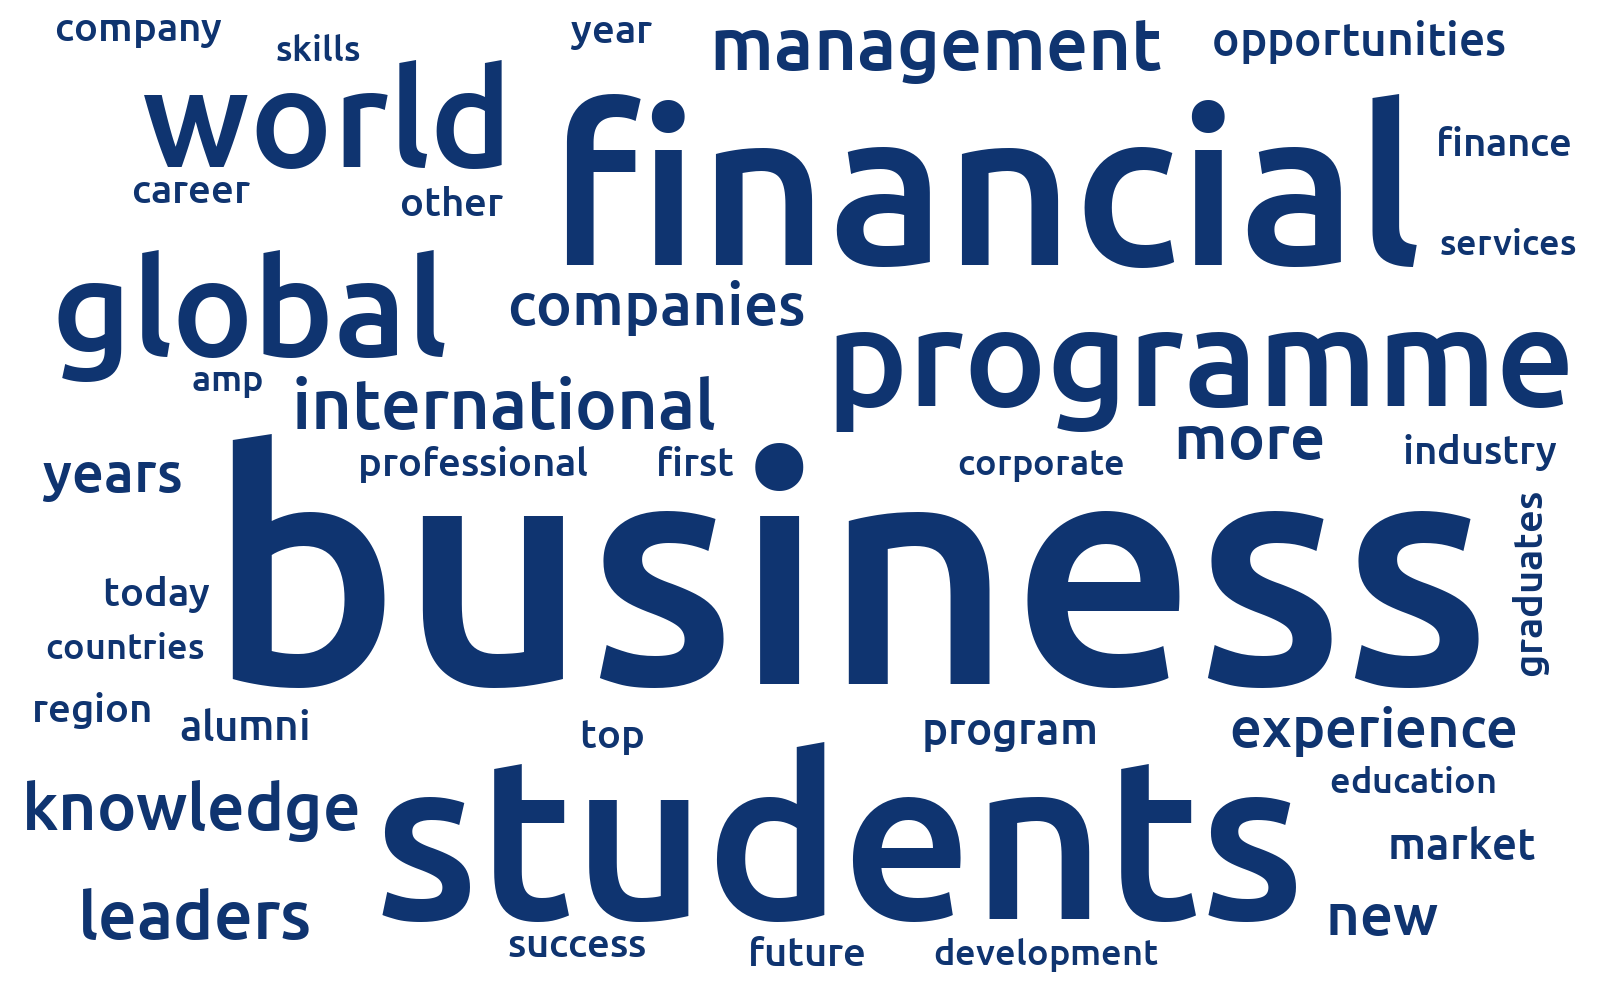 company
skills
year
management
opportunities
world
financial
finance
career
other
services
global
companies
programme
amp
international
more
years
professional
first
corporate
industry
business
graduates
today
countries
region
alumni
top
program
experience
knowledge
students
education
market
leaders
new
success
future
development